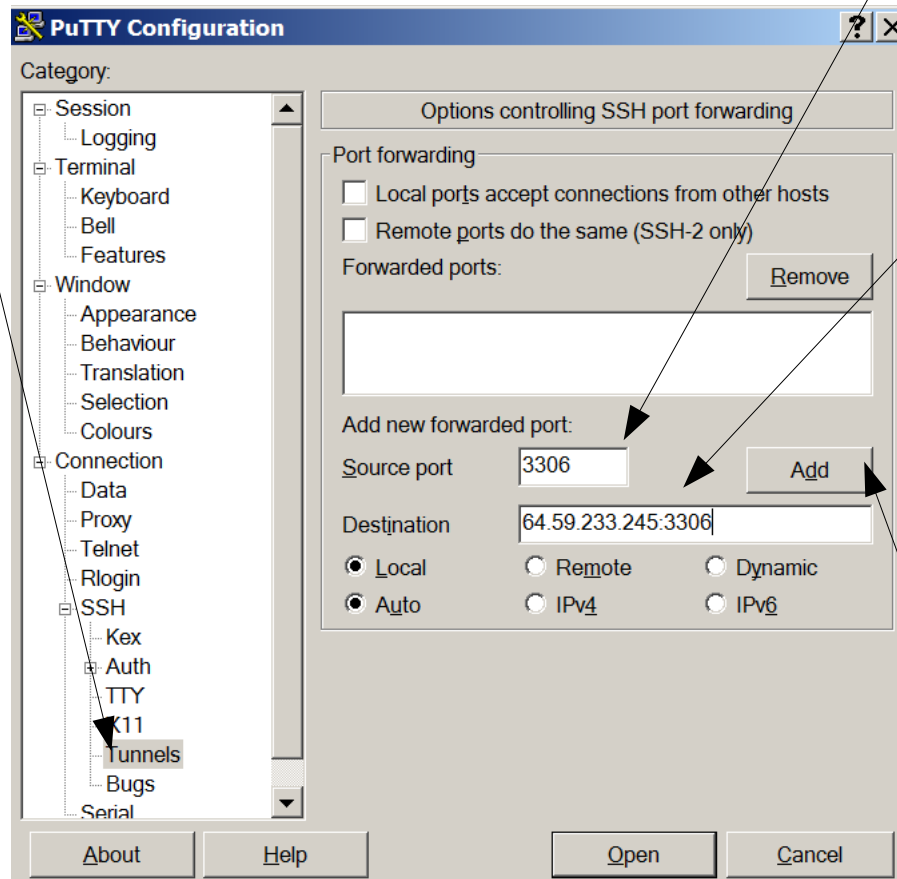 PuTTY Configuration
?
Category:
Session
Logging
Terminal
Keyboard
Bell
Features
Window
Appearance
Behaviour
Translation
Selection
Colours
Connection
Data
Proxy
Telnet
Rlogin
SSH
Kex
Auth
TTY
X11
Tunnels
Bugs
Serial
Options controlling SSH port forwarding
Port forwarding
Local ports accept connections from other hosts
Remote ports do the same (SSH-2 only)
Forwarded ports:
Remove
Add new forwarded port:
Source port 3306 Add
Destination 64.59.233.245:3306
Local Remote Dynamic
Auto IPv4 IPv6
About Help Open Cancel